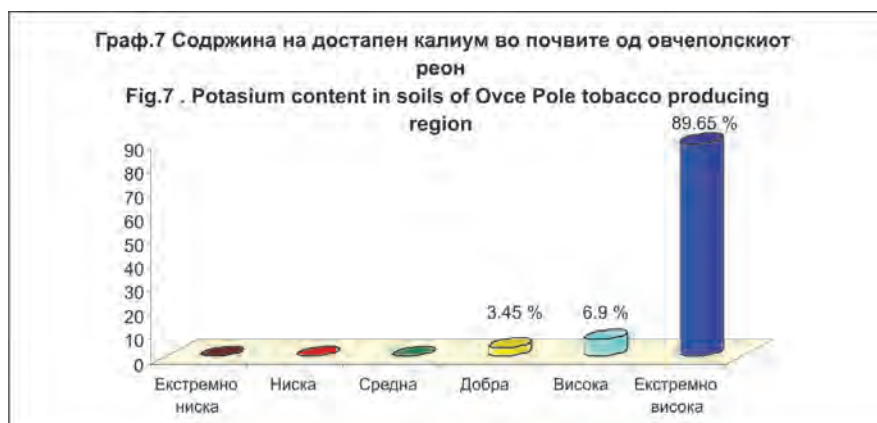 Граф.7 Содржина на достапен калиум во почвите од овчеполскиот
реон
Fig.7 . Potasium content in soils of Ovce Pole tobacco producing
region
89.65 %
90
80
70
60
50
40
30
20
10
0
3.45 %
6.9 %
Екстремно
ниска
Ниска
Средна
Добра
Висока
Екстремно
висока